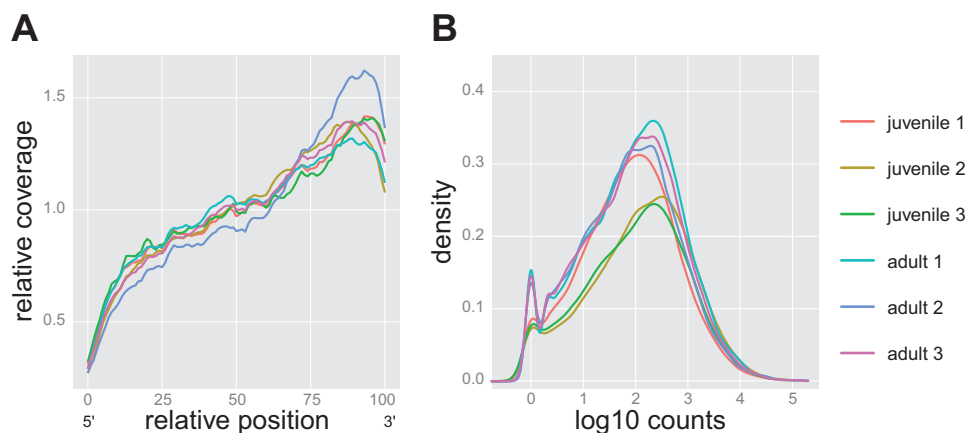 A
relative coverage
1.5
1.0
0.5
0
25
50
75
100
5'
relative position
3'
B
density
0.4
0.3
0.2
0.1
0.0
0
1
2
3
4
5
log10 counts
juvenile 1
juvenile 2
juvenile 3
adult 1
adult 2
adult 3